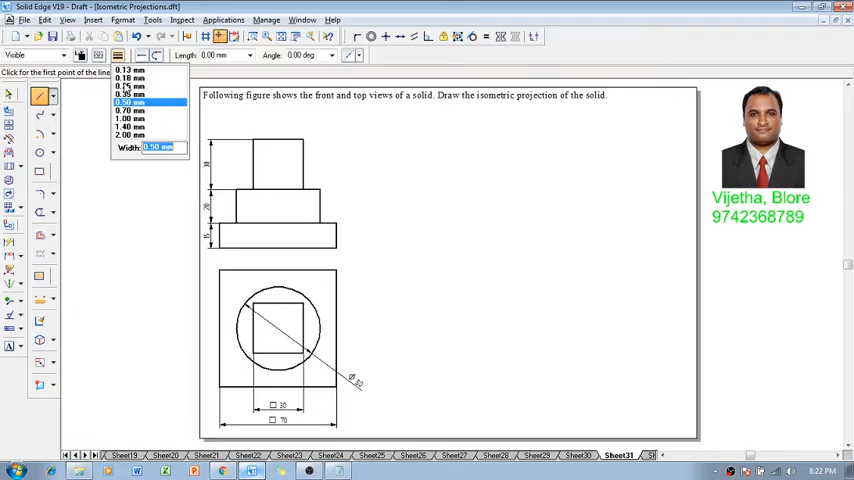 Solid Edge V19 - Draft - [Isometric Projections.dft]
File Edit View Insert Format Tools Inspect Applications Manage Window Help
Visible Length: 0.00 mm Angle: 0.00 deg
Click for the first point of the line
0.13 mm
0.18 mm
0.35 mm
0.50 mm
0.70 mm
1.00 mm
1.40 mm
2.00 mm
Width: 0.50 mm
Following figure shows the front and top views of a solid. Draw the isometric projection of the solid.
30
20
15
Φ 50
□ 30
□ 70
Vijetha, Blore
9742368789
Sheet19 Sheet20 Sheet21 Sheet22 Sheet23 Sheet24 Sheet25 Sheet26 Sheet27 Sheet28 Sheet29 Sheet30 Sheet31 Sh
8:22 PM